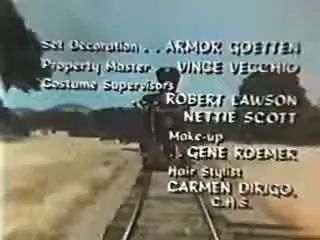 Set Decoration . . ARMOR GOETTEN
Property Master . . VINCE VECCHIO
Costume Supervisors
ROBERT LAWSON
NETTIE SCOTT
Make-up
. . GENE ROEMER
Hair Stylist
CARMEN DIRIGO,
C.H.S.